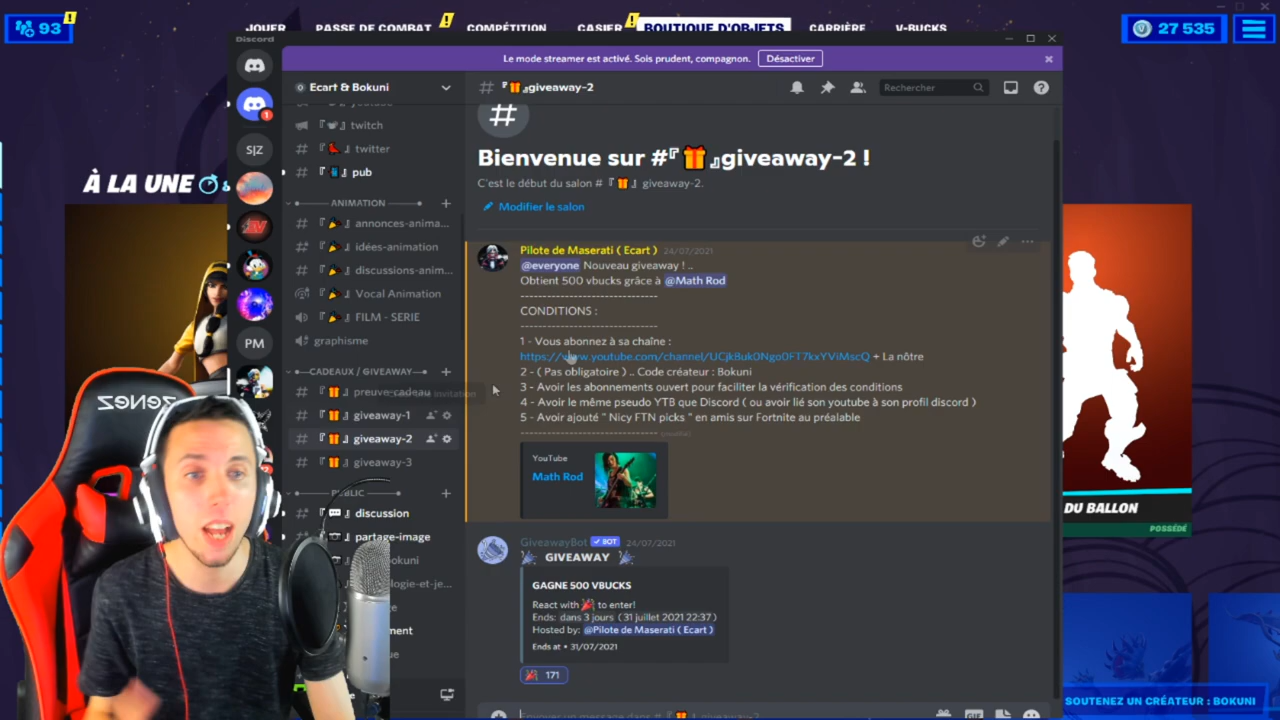 93
JOUER
PASSE DE COMBAT
COMPÉTITION
CASIER
BOUTIQUE D'OBJETS
CARRIÈRE
V-BUCKS
27 535
Discord
Le mode streamer est activé. Sois prudent, compagnon.
Désactiver
Ecart & Bokuni
『🎁』giveaway-2
Rechercher
twitch
twitter
pub
ANIMATION
annonces-anima...
idées-animation
discussions-anim...
Vocal Animation
FILM - SERIE
graphisme
CADEAUX / GIVEAWAY
preuve-cadeau
giveaway-1
giveaway-2
giveaway-3
PUBLIC
discussion
partage-image
S|Z
PM
Bienvenue sur #『🎁』giveaway-2 !
C'est le début du salon #『🎁』giveaway-2.
Modifier le salon
Pilote de Maserati ( Ecart ) 24/07/2021
@everyone Nouveau giveaway ! ..
Obtient 500 vbucks grâce à @Math Rod
------------------------------
CONDITIONS :
------------------------------
1 - Vous abonnez à sa chaîne :
https://www.youtube.com/channel/UCjkBuk0Ngo0FT7kxYViMscQ + La nôtre
2 - ( Pas obligatoire ) .. Code créateur : Bokuni
3 - Avoir les abonnements ouvert pour faciliter la vérification des conditions
4 - Avoir le même pseudo YTB que Discord ( ou avoir lié son youtube à son profil discord )
5 - Avoir ajouté " Nicy FTN picks " en amis sur Fortnite au préalable
------------------------------
YouTube
Math Rod
GiveawayBot BOT 24/07/2021
🎉 GIVEAWAY 🎉
GAGNE 500 VBUCKS
React with 🎉 to enter!
Ends: dans 3 jours (31 juillet 2021 22:37)
Hosted by: @Pilote de Maserati ( Ecart )
Ends at • 31/07/2021
🎉 171
À LA UNE
DU BALLON
POSSÉDÉ
SOUTENEZ UN CRÉATEUR : BOKUNI
ZENEZ